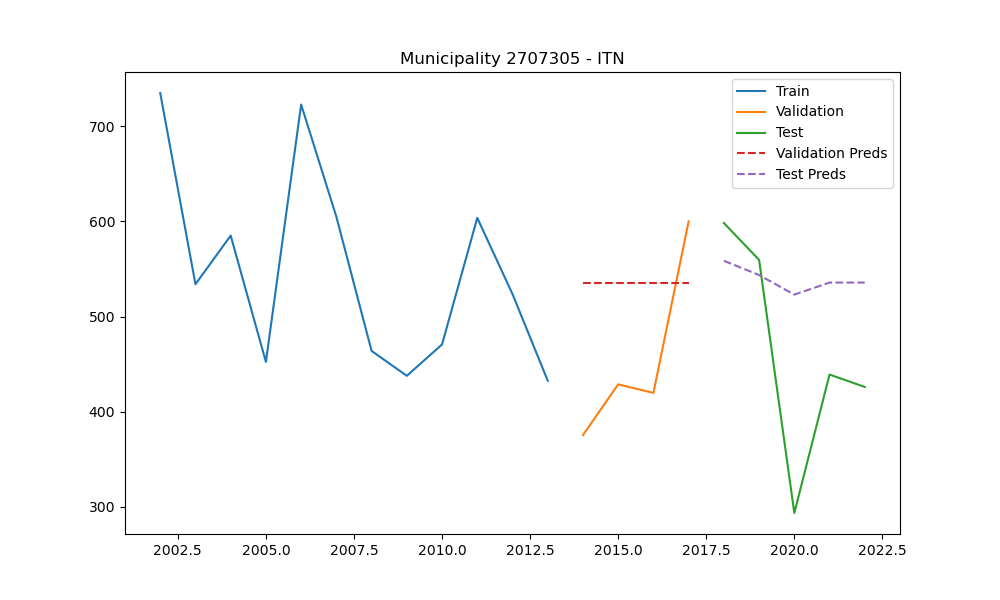 Municipality 2707305 - ITN
Train
Validation
Test
Validation Preds
Test Preds
700
600
500
400
300
2002.5 2005.0 2007.5 2010.0 2012.5 2015.0 2017.5 2020.0 2022.5